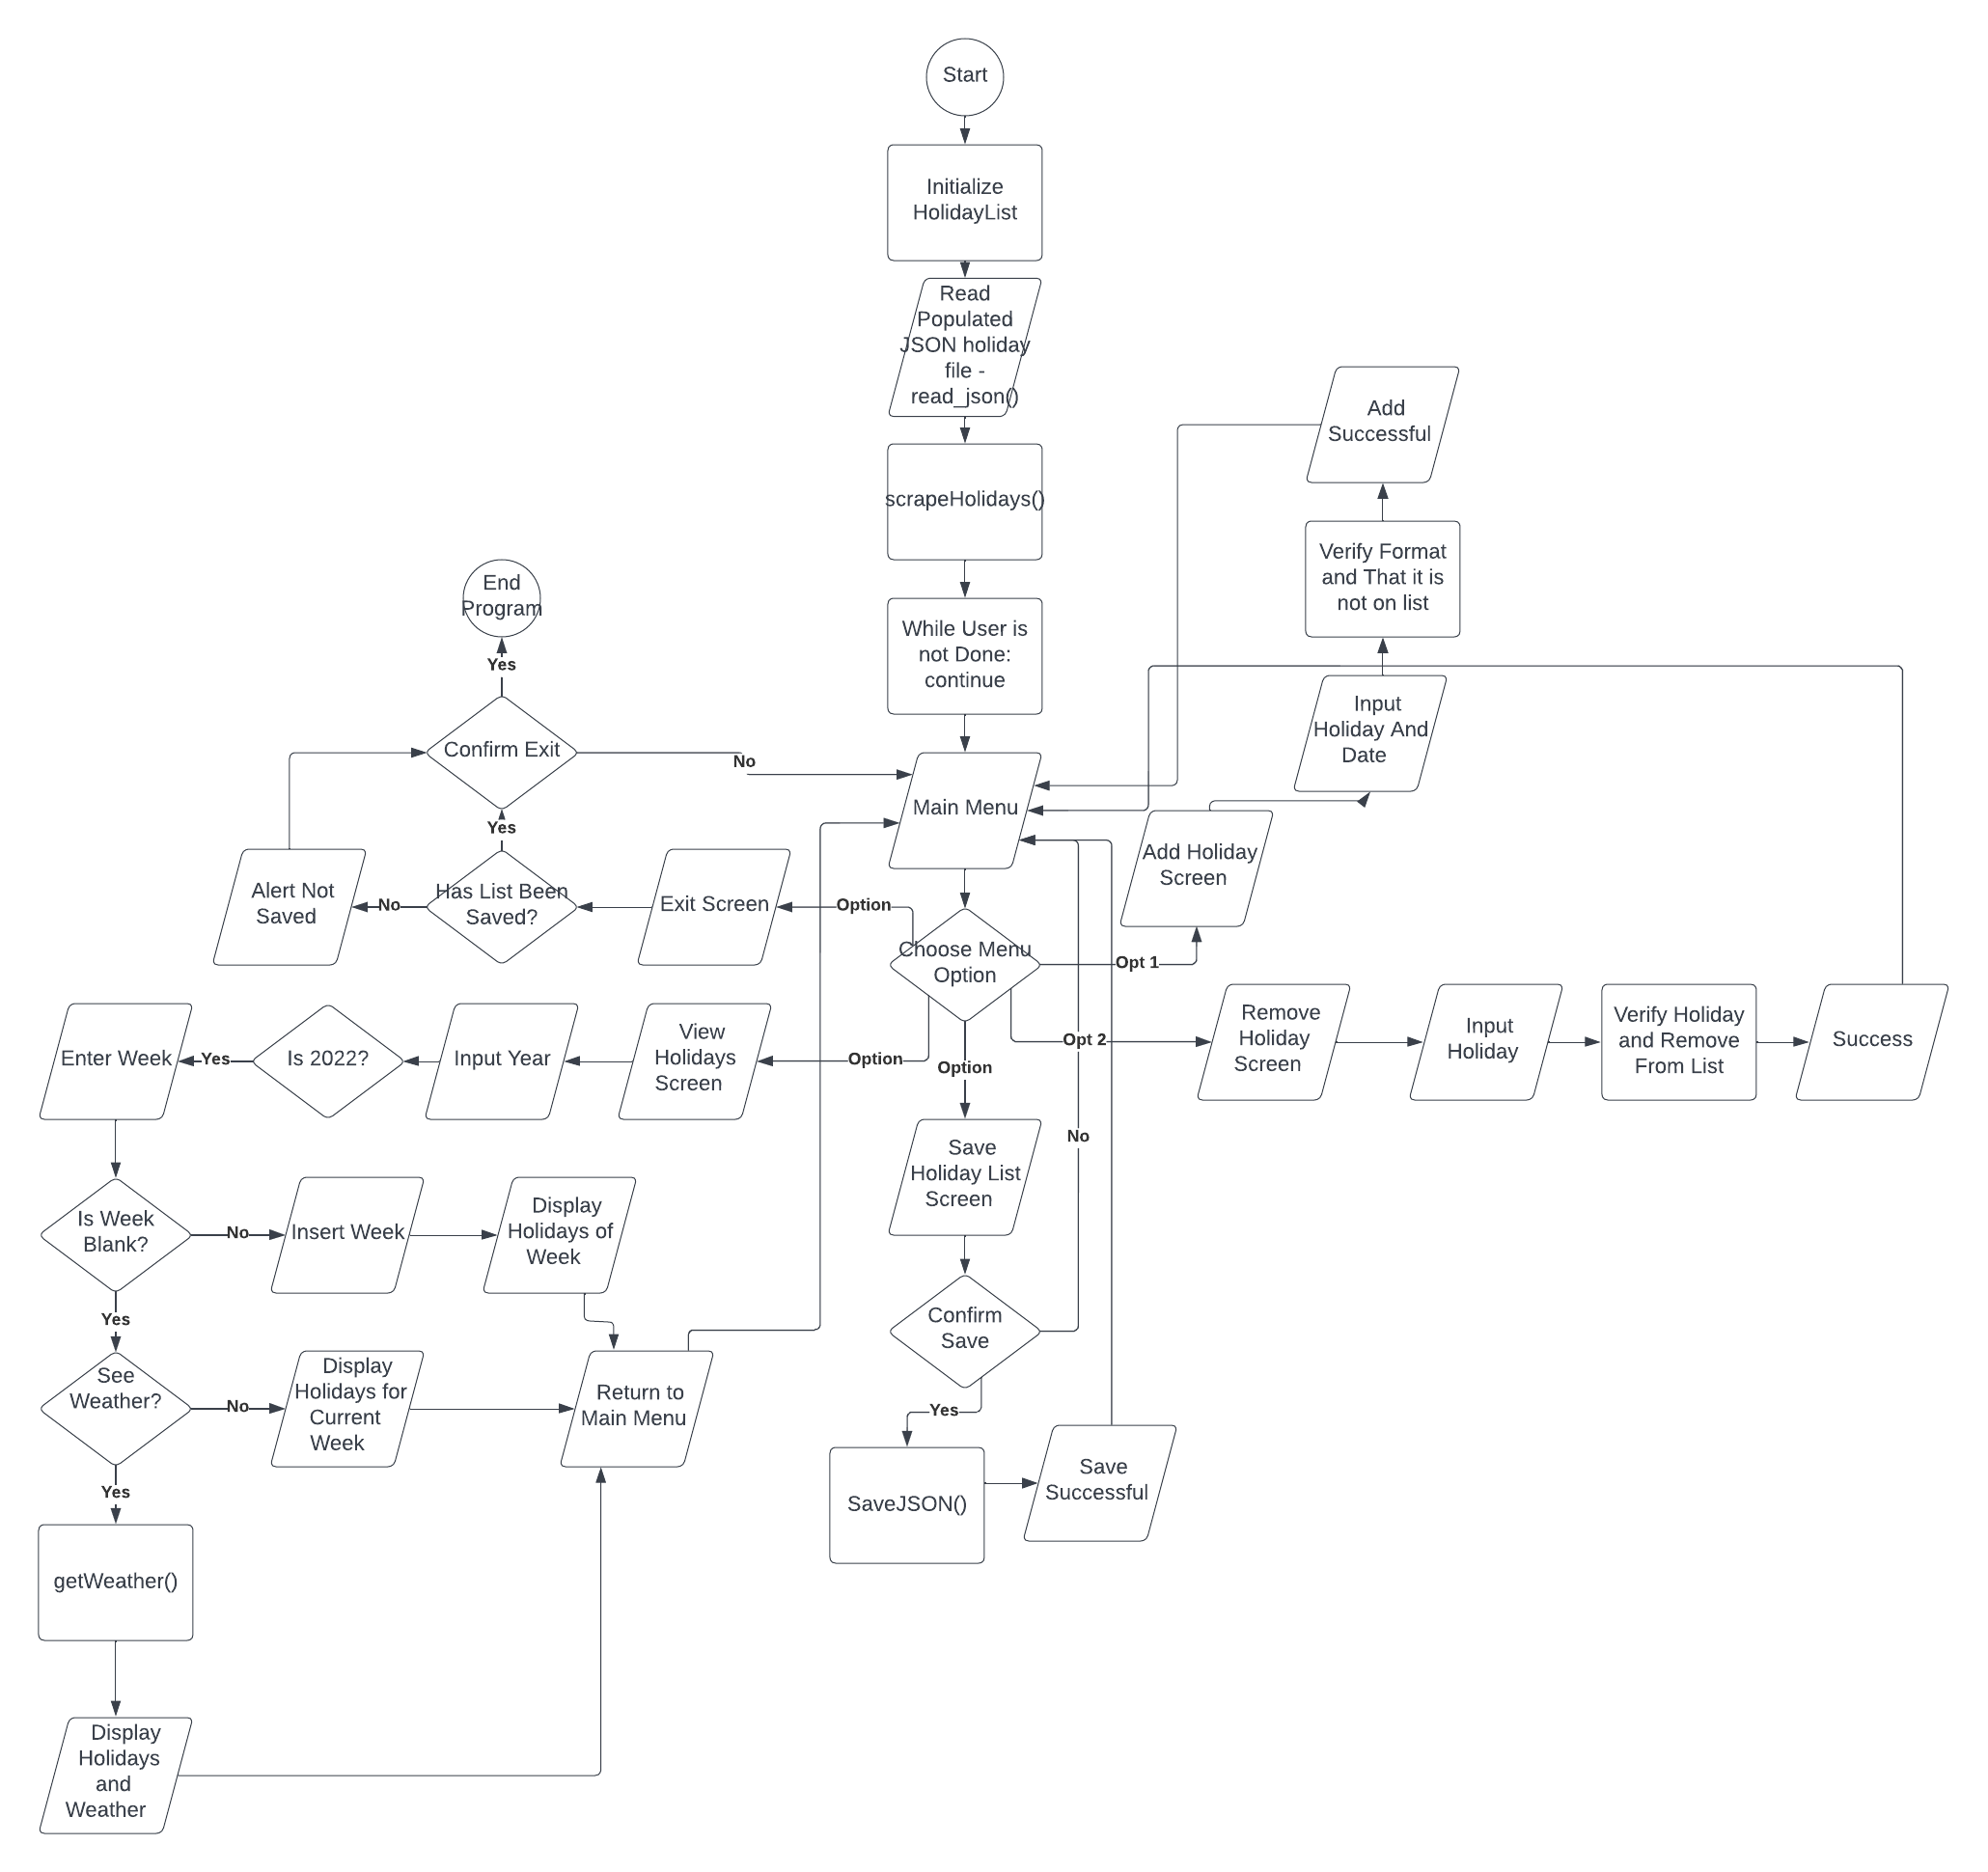 Start
Initialize
HolidayList
Read
Populated
JSON holiday
file -
read_json()
scrapeHolidays()
While User is
not Done:
continue
Main Menu
Choose Menu
Option
Add
Successful
Verify Format
and That it is
not on list
Input
Holiday And
Date
Add Holiday
Screen
Opt 1
End
Program
Yes
Confirm Exit
No
Yes
Alert Not
Saved
No
Has List Been
Saved?
Exit Screen
Option
Enter Week
Yes
Is 2022?
Input Year
View
Holidays
Screen
Option
Option
Opt 2
Remove
Holiday
Screen
Input
Holiday
Verify Holiday
and Remove
From List
Success
Is Week
Blank?
No
Insert Week
Display
Holidays of
Week
Yes
See
Weather?
No
Display
Holidays for
Current
Week
Return to
Main Menu
Yes
getWeather()
Display
Holidays
and
Weather
Save
Holiday List
Screen
No
Confirm
Save
Yes
SaveJSON()
Save
Successful